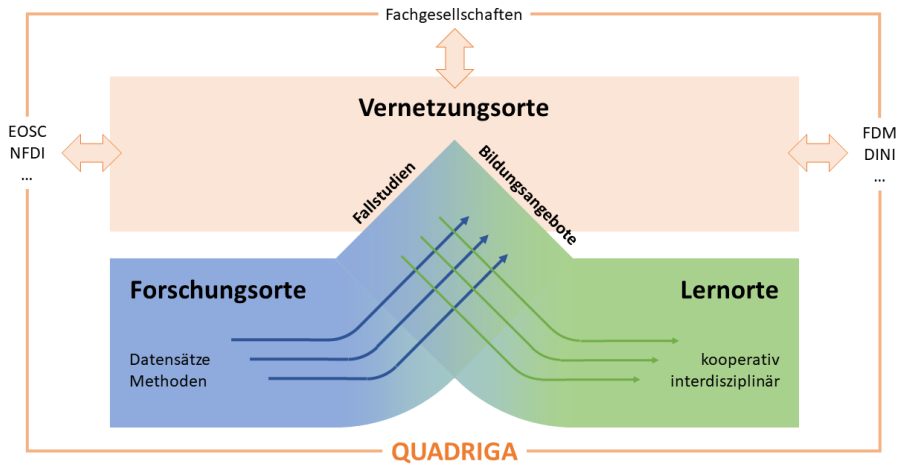 Fachgesellschaften
Vernetzungsorte
EOSC
NFDI
...
FDM
DINI
...
Fallstudien
Bildungsangebote
Forschungsorte
Lernorte
Datensätze
Methoden
kooperativ
interdisziplinär
QUADRIGA